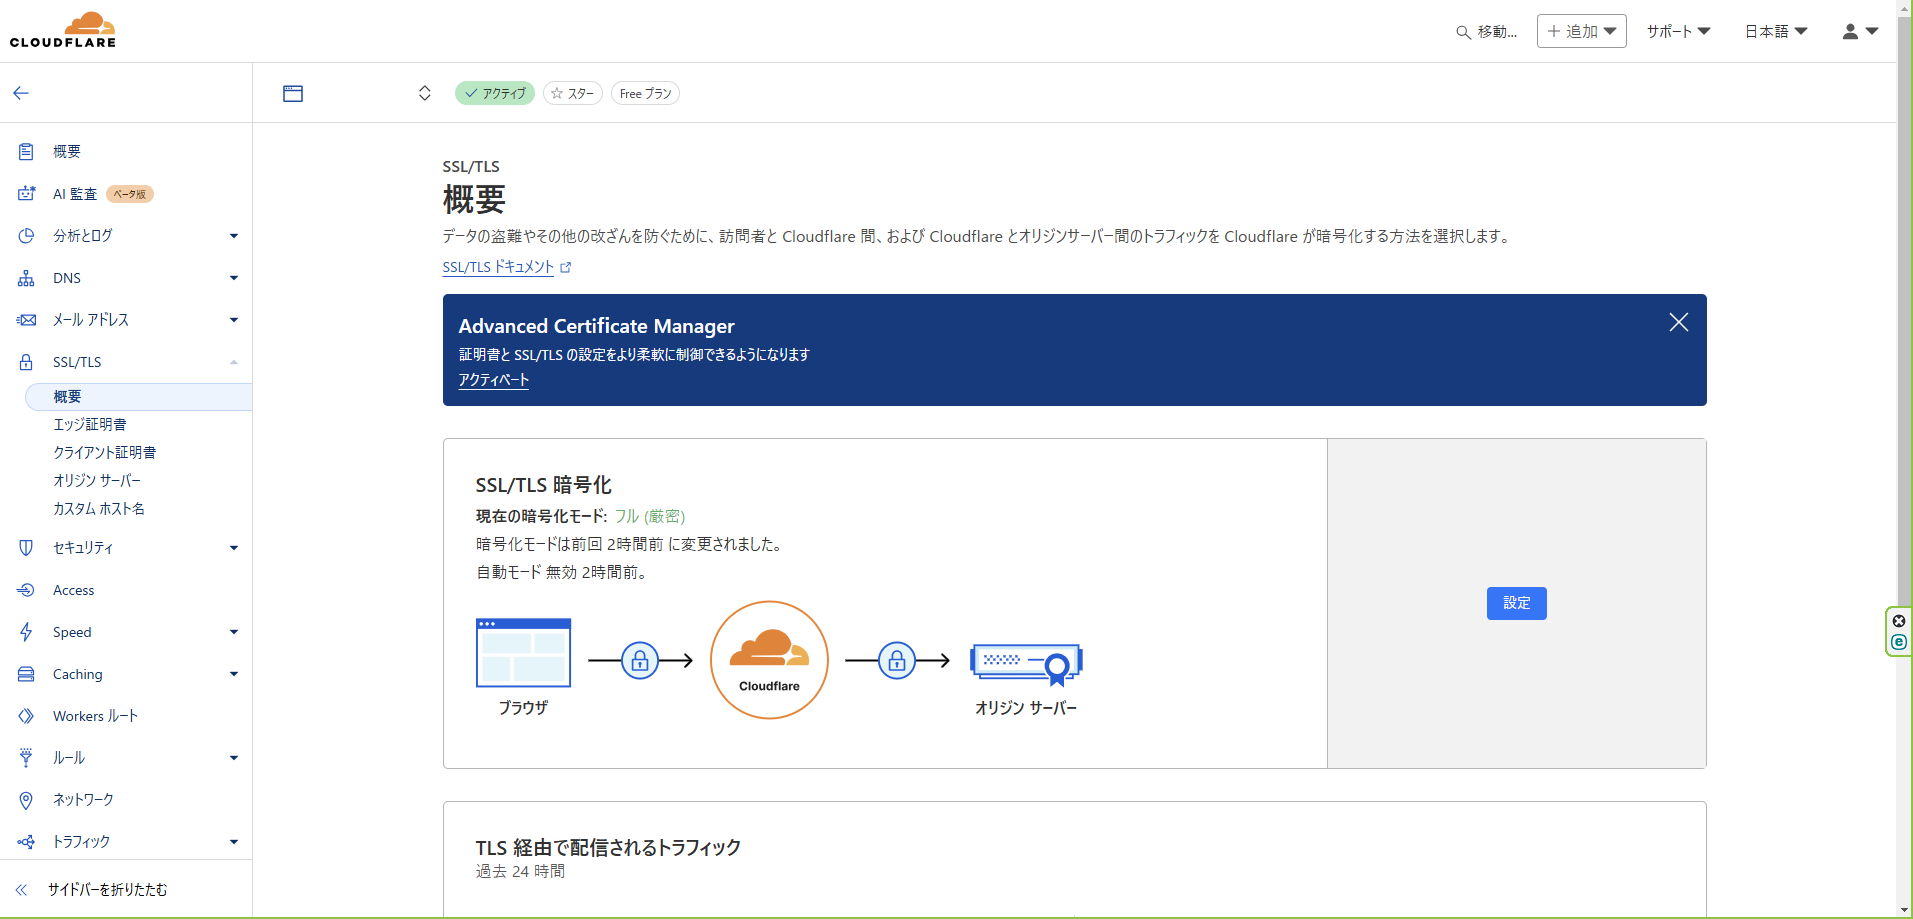 CLOUDFLARE
移動...
追加
サポート
日本語
アクティブ
スター
Free プラン
概要
AI 監査
ベータ版
分析とログ
DNS
メール アドレス
SSL/TLS
概要
エッジ証明書
クライアント証明書
オリジン サーバー
カスタム ホスト名
セキュリティ
Access
Speed
Caching
Workers ルート
ルール
ネットワーク
トラフィック
サイドバーを折りたたむ
SSL/TLS
概要
データの盗難やその他の改ざんを防ぐために、訪問者と Cloudflare 間、および Cloudflare とオリジンサーバー間のトラフィックを Cloudflare が暗号化する方法を選択します。
SSL/TLS ドキュメント
Advanced Certificate Manager
証明書と SSL/TLS の設定をより柔軟に制御できるようになります
アクティベート
SSL/TLS 暗号化
現在の暗号化モード: フル (厳密)
暗号化モードは前回 2時間前 に変更されました。
自動モード 無効 2時間前。
Cloudflare
ブラウザ
オリジン サーバー
設定
TLS 経由で配信されるトラフィック
過去 24 時間